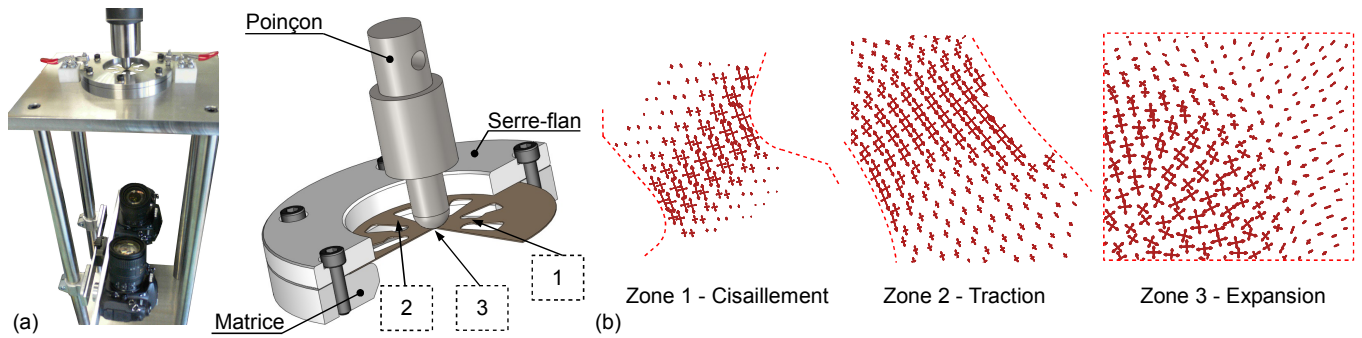 Poinçon
Serre-flan
1
2
3
Matrice
(a)
Zone 1 - Cisaillement
Zone 2 - Traction
Zone 3 - Expansion
(b)